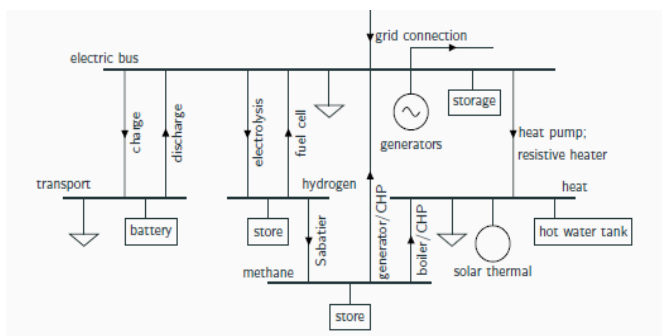 grid connection
electric bus
charge
discharge
electrolysis
fuel cell
generators
storage
heat pump;
resistive heater
transport
hydrogen
heat
battery
store
Sabatier
generator/CHP
boiler/CHP
solar thermal
hot water tank
methane
store